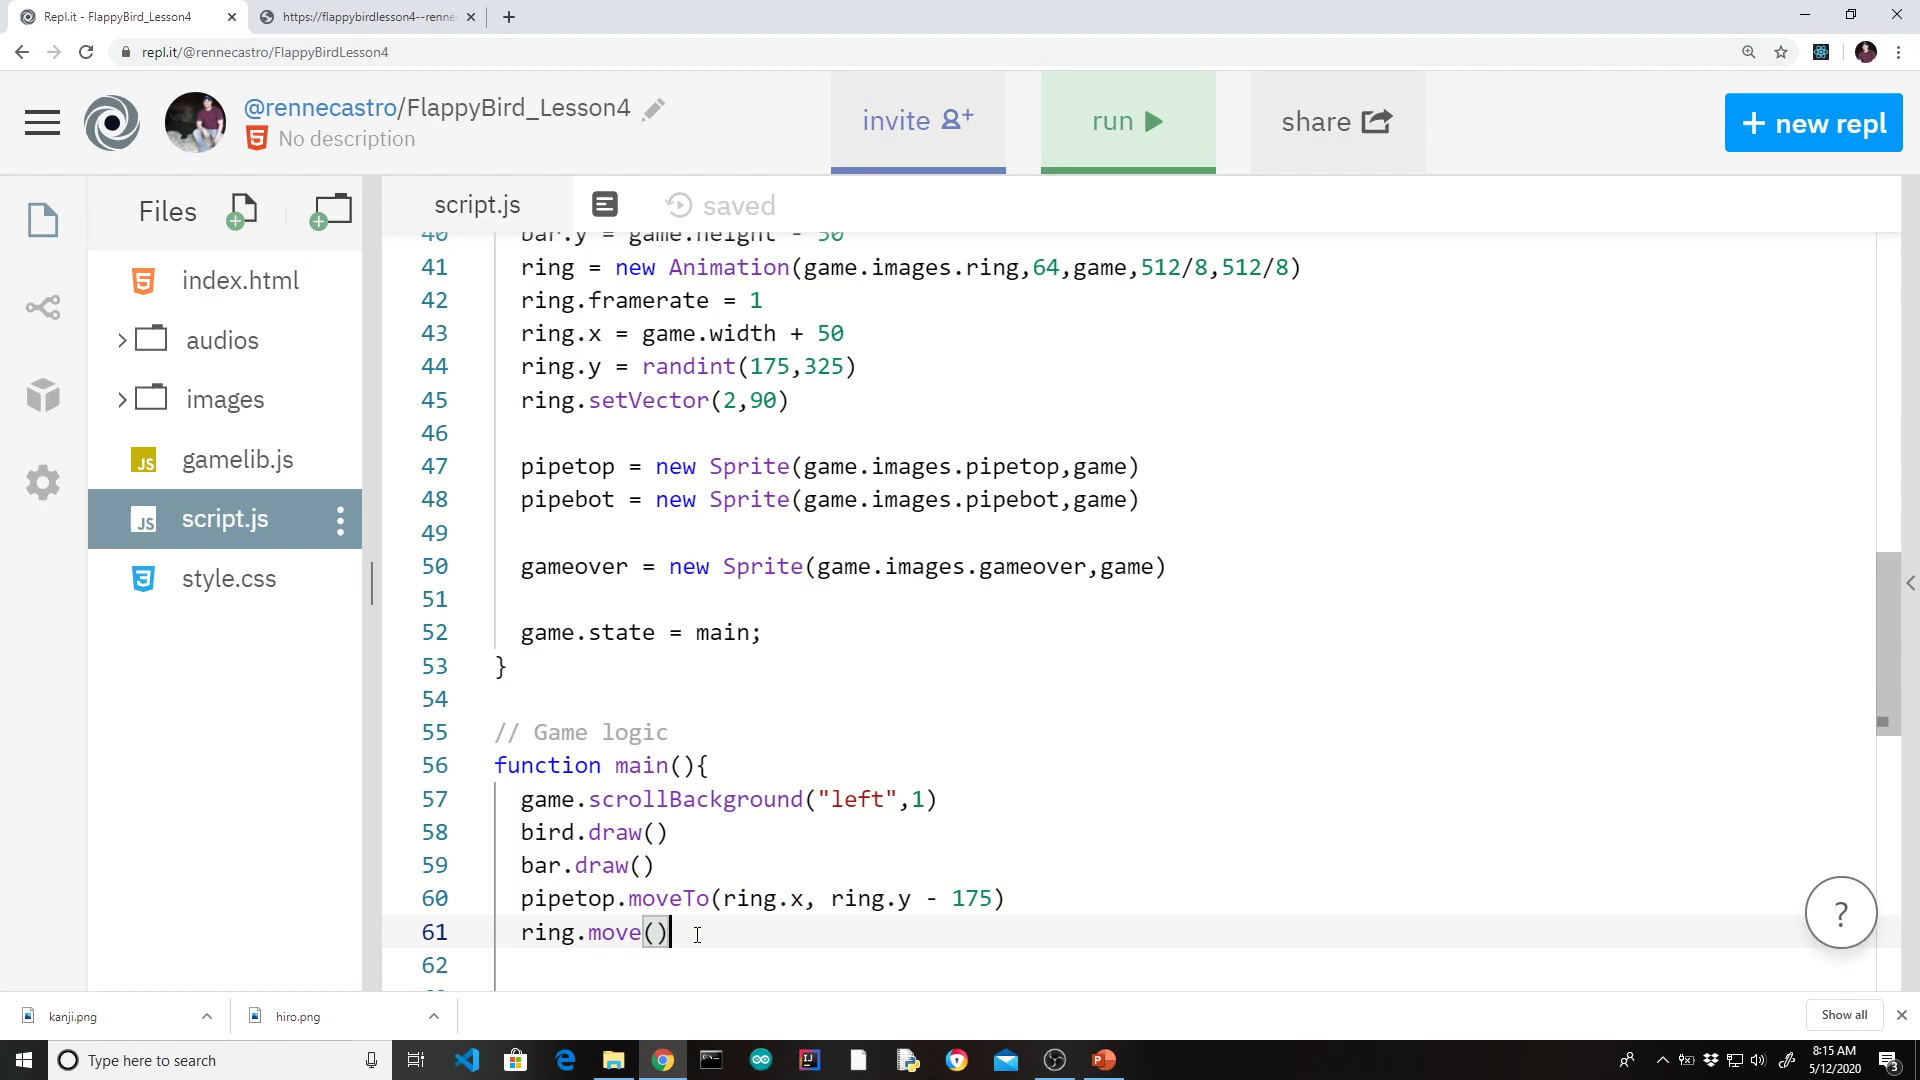 Repl.it - FlappyBird_Lesson4
https://flappybirdlesson4--renne
repl.it/@rennecastro/FlappyBirdLesson4
@rennecastro/FlappyBird_Lesson4
No description
invite
run
share
+ new repl
Files
script.js
saved
index.html
audios
images
gamelib.js
script.js
style.css
40 bar.y = game.height - 50
41 ring = new Animation(game.images.ring,64,game,512/8,512/8)
42 ring.framerate = 1
43 ring.x = game.width + 50
44 ring.y = randint(175,325)
45 ring.setVector(2,90)
46
47 pipetop = new Sprite(game.images.pipetop,game)
48 pipebot = new Sprite(game.images.pipebot,game)
49
50 gameover = new Sprite(game.images.gameover,game)
51
52 game.state = main;
53 }
54
55 // Game logic
56 function main(){
57 game.scrollBackground("left",1)
58 bird.draw()
59 bar.draw()
60 pipetop.moveTo(ring.x, ring.y - 175)
61 ring.move()
62
?
kanji.png
hiro.png
Show all
Type here to search
8:15 AM
5/12/2020
3